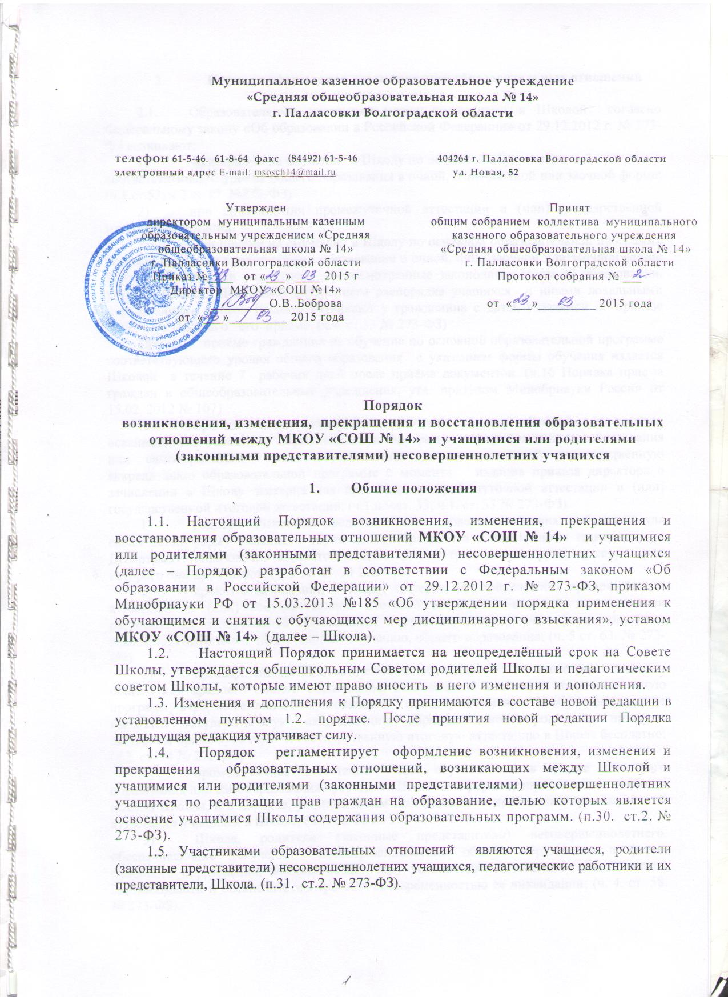 Муниципальное казенное образовательное учреждение
«Средняя общеобразовательная школа № 14»
г. Палласовки Волгоградской области
телефон 61-5-46, 61-8-64 факс (84492) 61-5-46
404264 г. Палласовка Волгоградской области
электронный адрес E-mail: msosch14@mail.ru
ул. Новая, 52
Утвержден
директором муниципальным казенным
образовательным учреждением «Средняя
общеобразовательная школа № 14»
г. Палласовки Волгоградской области
Приказ № от «23» 03 2015 г
Директор МКОУ «СОШ №14»
О.В..Боброва
от « » 03 2015 года
Принят
общим собранием коллектива муниципального
казенного образовательного учреждения
«Средняя общеобразовательная школа № 14»
г. Палласовки Волгоградской области
Протокол собрания № 2
от «23» 03 2015 года
Порядок
возникновения, изменения, прекращения и восстановления образовательных
отношений между МКОУ «СОШ № 14» и учащимися или родителями
(законными представителями) несовершеннолетних учащихся
1. Общие положения
1.1. Настоящий Порядок возникновения, изменения, прекращения и
восстановления образовательных отношений МКОУ «СОШ № 14» и учащимися
или родителями (законными представителями) несовершеннолетних учащихся
(далее – Порядок) разработан в соответствии с Федеральным законом «Об
образовании в Российской Федерации» от 29.12.2012 г. № 273-ФЗ, приказом
Минобрнауки РФ от 15.03.2013 №185 «Об утверждении порядка применения к
обучающимся и снятия с обучающихся мер дисциплинарного взыскания», уставом
МКОУ «СОШ № 14» (далее – Школа).
1.2. Настоящий Порядок принимается на неопределённый срок на Совете
Школы, утверждается общешкольным Советом родителей Школы и педагогическим
советом Школы, которые имеют право вносить в него изменения и дополнения.
1.3. Изменения и дополнения к Порядку принимаются в составе новой редакции в
установленном пунктом 1.2. порядке. После принятия новой редакции Порядка
предыдущая редакция утрачивает силу.
1.4. Порядок регламентирует оформление возникновения, изменения и
прекращения образовательных отношений, возникающих между Школой и
учащимися или родителями (законными представителями) несовершеннолетних
учащихся по реализации прав граждан на образование, целью которых является
освоение учащимися Школы содержания образовательных программ. (п.30. ст.2. №
273-ФЗ).
1.5. Участниками образовательных отношений являются учащиеся, родители
(законные представители) несовершеннолетних учащихся, педагогические работники и их
представители, Школа. (п.31. ст.2. № 273-ФЗ).
1